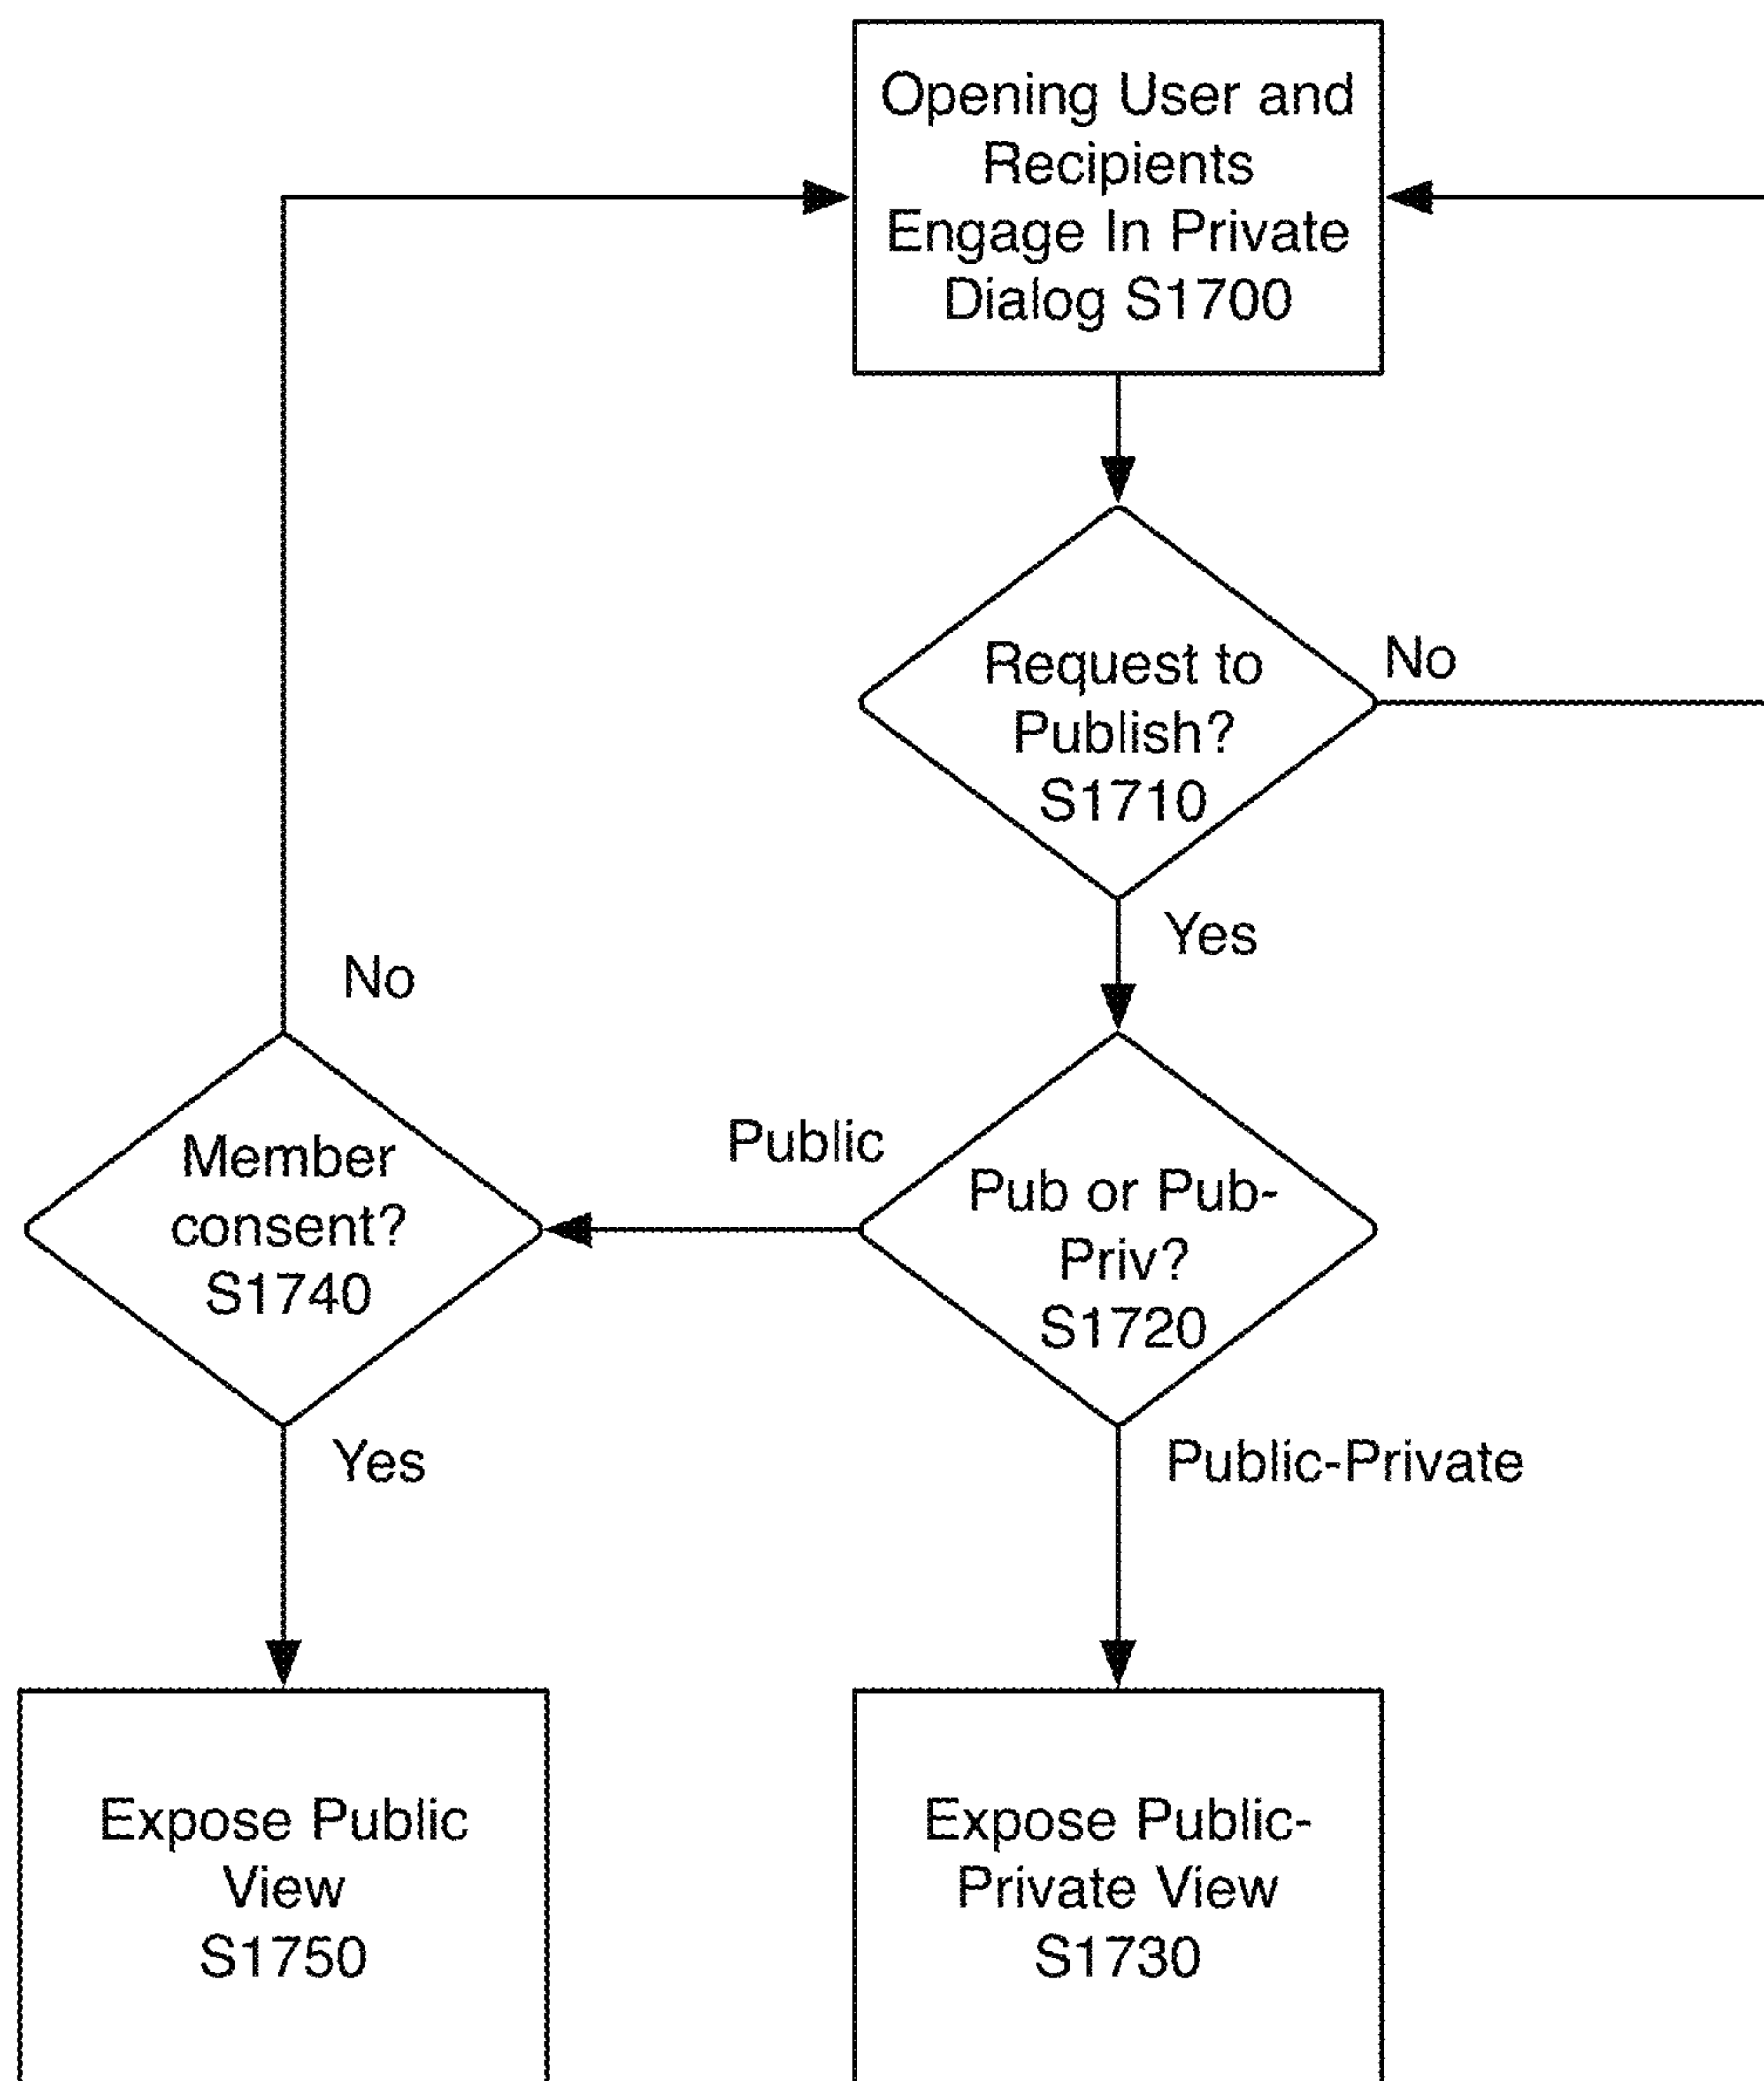 Opening User and
Recipients
Engage In Private
Dialog S1700
Request to
Publish?
S1710
No
Yes
No
Member
consent?
S1740
Public
Pub or Pub-
Priv?
S1720
Yes
Public-Private
Expose Public
View
S1750
Expose Public-
Private View
S1730